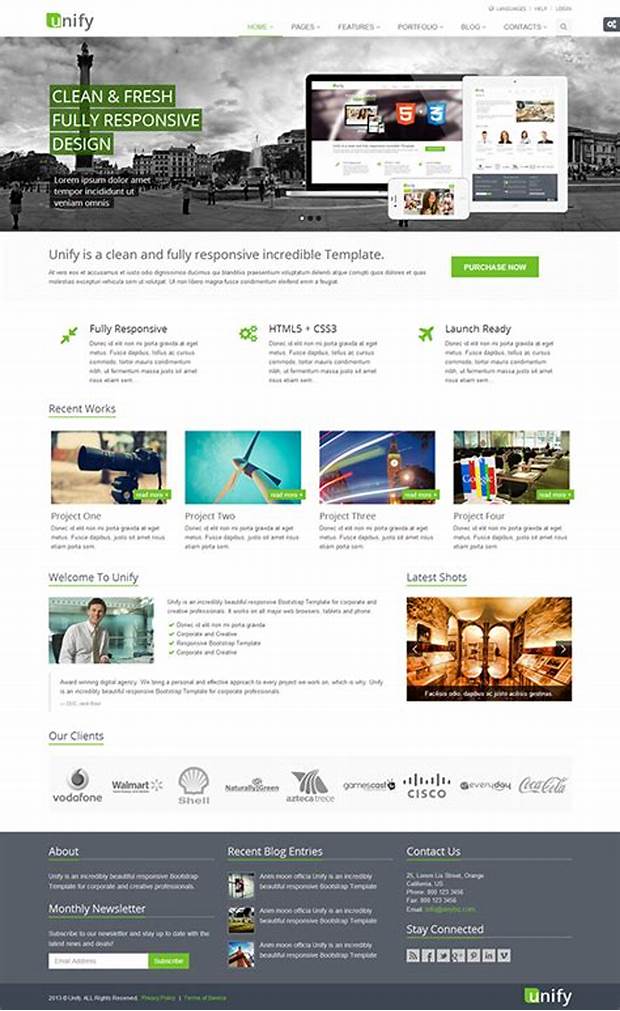 LANGUAGES | HELP | LOGIN
unify
HOME PAGES FEATURES PORTFOLIO BLOG CONTACTS
CLEAN & FRESH
FULLY RESPONSIVE
DESIGN
Lorem ipsum dolor amet
tempor incididunt ut
veniam omnis
Unify is a clean and fully responsive incredible Template.
At vero eos et accusamus et iusto odio dignissimos ducimus qui blanditiis praesentium voluptatum deleniti atque corrupti quos dolores et quas
molestias excepturi vehicula sem ut volutpat. Ut non libero magna fusce condimentum eleifend enim a feugiat.
PURCHASE NOW
Fully Responsive
Donec id elit non mi porta gravida at eget
metus. Fusce dapibus, tellus ac cursus
commodo, tortor mauris condimentum
nibh, ut fermentum massa justo sit amet
risus etiam sem...
HTML5 + CSS3
Donec id elit non mi porta gravida at eget
metus. Fusce dapibus, tellus ac cursus
commodo, tortor mauris condimentum
nibh, ut fermentum massa justo sit amet
risus etiam sem...
Launch Ready
Donec id elit non mi porta gravida at eget
metus. Fusce dapibus, tellus ac cursus
commodo, tortor mauris condimentum
nibh, ut fermentum massa justo sit amet
risus etiam sem...
Recent Works
read more +
read more +
read more +
Google
read more +
Project One
Donec id elit non mi porta gravida at eget
metus. Fusce dapibus, justo sit amet risus
etiam porta sem.
Project Two
Donec id elit non mi porta gravida at eget
metus. Fusce dapibus, justo sit amet risus
etiam porta sem.
Project Three
Donec id elit non mi porta gravida at eget
metus. Fusce dapibus, justo sit amet risus
etiam porta sem.
Project Four
Donec id elit non mi porta gravida at eget
metus. Fusce dapibus, justo sit amet risus
etiam porta sem.
Welcome To Unify
Unify is an incredibly beautiful responsive Bootstrap Template for corporate and
creative professionals. It works on all major web browsers, tablets and phone.
Donec id elit non mi porta gravida
Corporate and Creative
Responsive Bootstrap Template
Corporate and Creative
Award winning digital agency. We bring a personal and effective approach to every project we work on, which is why. Unify
is an incredibly beautiful responsive Bootstrap Template for corporate professionals.
Latest Shots
Facilisis odio, dapibus ac justo acilisis gestinas.
Our Clients
vodafone
Walmart
Shell
Naturally Green
azteca trece
gamescast
CISCO
everyday
Coca-Cola
About
Unify is an incredibly beautiful responsive Bootstrap
Template for corporate and creative professionals.
Monthly Newsletter
Subscribe to our newsletter and stay up to date with the
latest news and deals!
Email Address
Subscribe
Recent Blog Entries
Anim moon officia Unify is an incredibly
beautiful responsive Bootstrap Template
Anim moon officia Unify is an incredibly
beautiful responsive Bootstrap Template
Anim moon officia Unify is an incredibly
beautiful responsive Bootstrap Template
Contact Us
25, Lorem Lis Street, Orange
California, US
Phone: 800 123 3456
Fax: 800 123 3456
Email:
Stay Connected
2013 © Unify. ALL Rights Reserved. Privacy Policy | Terms of Service
unify